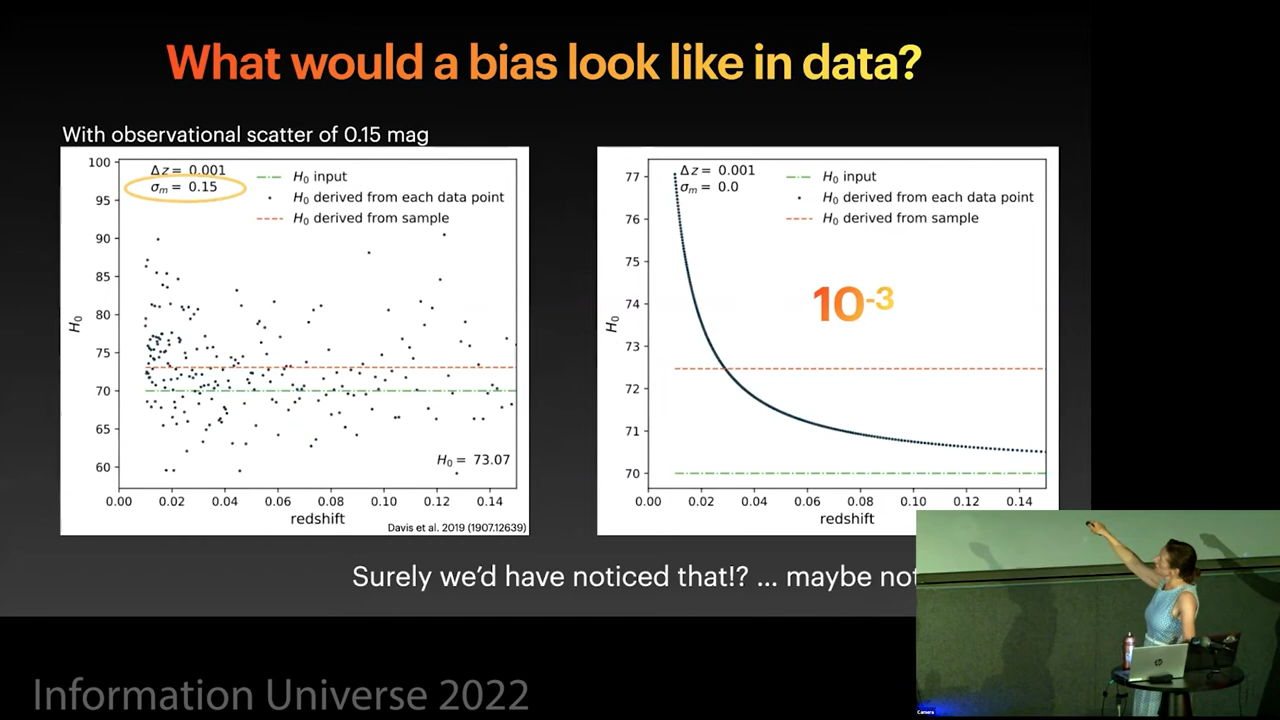 What would a bias look like in data?
With observational scatter of 0.15 mag
Δz = 0.001
σm = 0.15
H0 input
H0 derived from each data point
H0 derived from sample
100
95
90
85
80
75
70
65
60
H0
H0 = 73.07
0.00 0.02 0.04 0.06 0.08 0.10 0.12 0.14
redshift
Davis et al. 2019 (1907.12639)
Δz = 0.001
σm = 0.0
H0 input
H0 derived from each data point
H0 derived from sample
10-3
77
76
75
74
73
72
71
70
H0
0.00 0.02 0.04 0.06 0.08 0.10 0.12 0.14
redshift
Surely we'd have noticed that!? ... maybe not
Information Universe 2022
hp
Camera